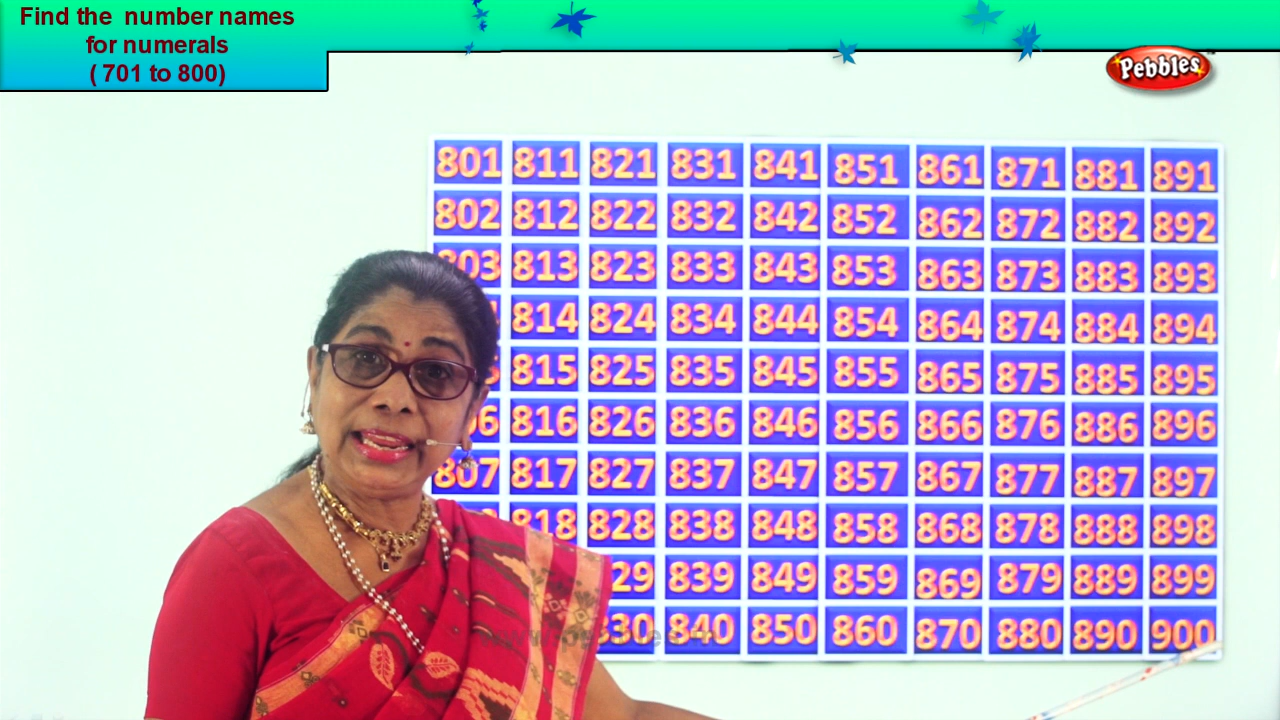 Find the number names
for numerals
( 701 to 800)
Pebbles
801 811 821 831 841 851 861 871 881 891
802 812 822 832 842 852 862 872 882 892
03 813 823 833 843 853 863 873 883 893
814 824 834 844 854 864 874 884 894
815 825 835 845 855 865 875 885 895
816 826 836 846 856 866 876 886 896
807 817 827 837 847 857 867 877 887 897
818 828 838 848 858 868 878 888 898
29 839 849 859 869 879 889 899
30 840 850 860 870 880 890 900